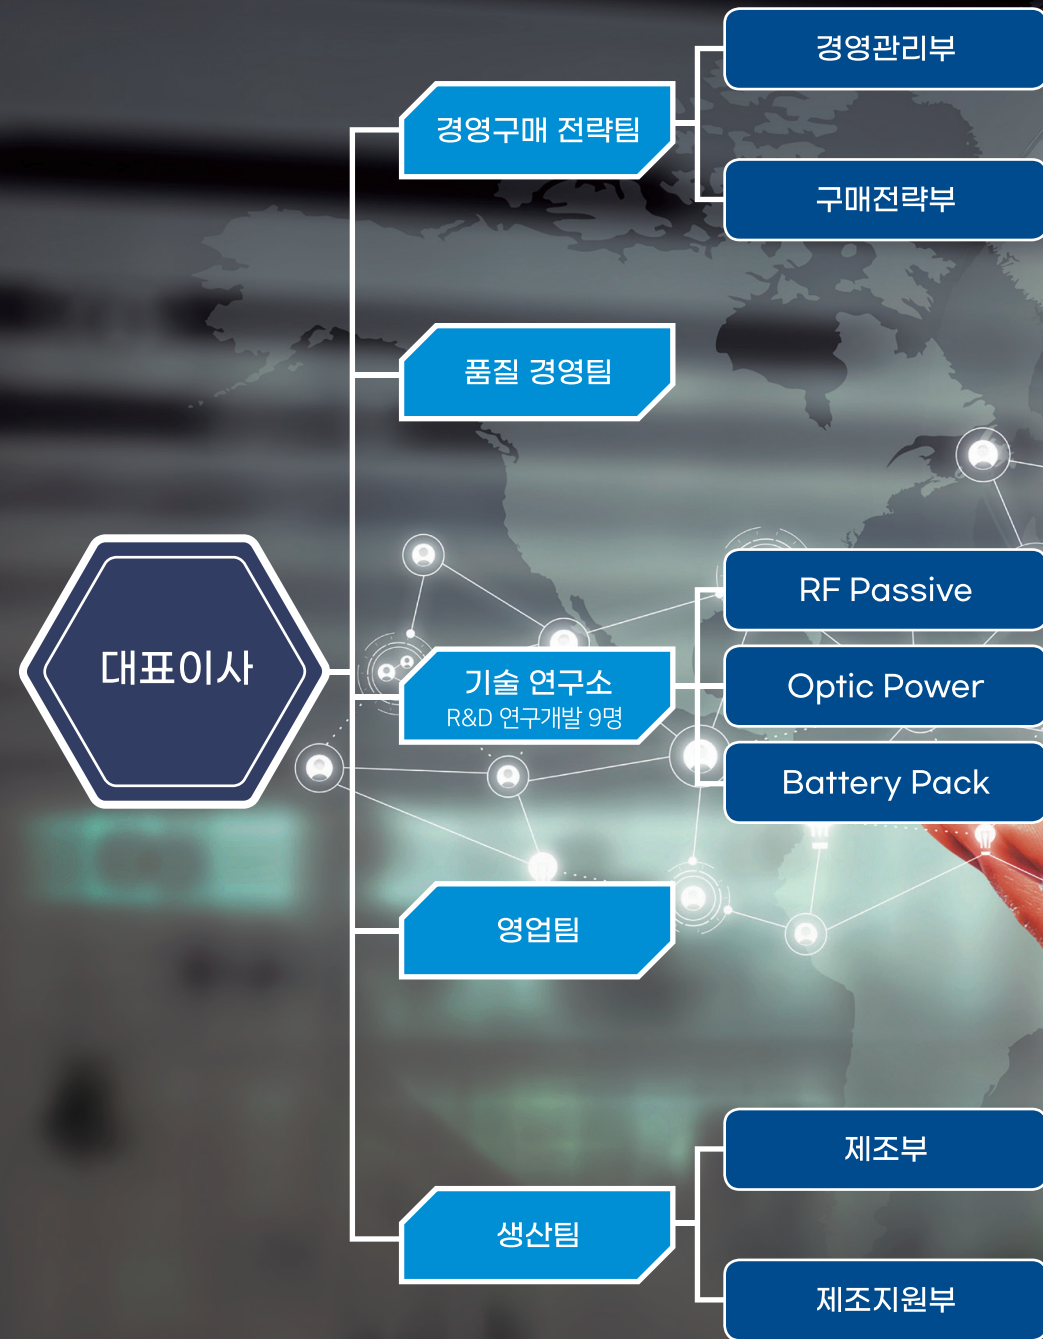 대표이사
경영구매 전략팀
경영관리부
구매전략부
품질 경영팀
기술 연구소
R&D 연구개발 9명
RF Passive
Optic Power
Battery Pack
영업팀
생산팀
제조부
제조지원부